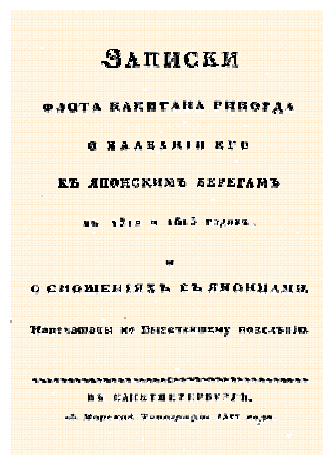 ЗАПИСКИ
ФЛОТА КАПИТАНА РИКОРДА
О ПЛАВАНІИ ЕГО
КЪ ЯПОНСКИМЪ БЕРЕГАМЪ
въ 1812 и 1813 годахъ,
и
О СНОШЕНІЯХЪ СЪ ЯПОНЦАМИ.
Напечатаны по Высочайшему повелѣнію.
ВЪ САНКТПЕТЕРБУРГѢ,
Морской Типографіи года.